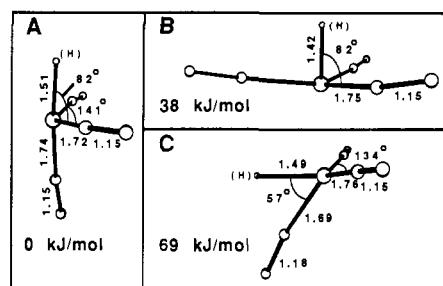 A
(H)
1.51
82°
141°
1.72
1.15
1.74
1.15
0 kJ/mol
B
(H)
1.42
82°
1.75
1.15
38 kJ/mol
C
(H)
1.49
134°
1.76
1.15
57°
1.69
1.18
69 kJ/mol